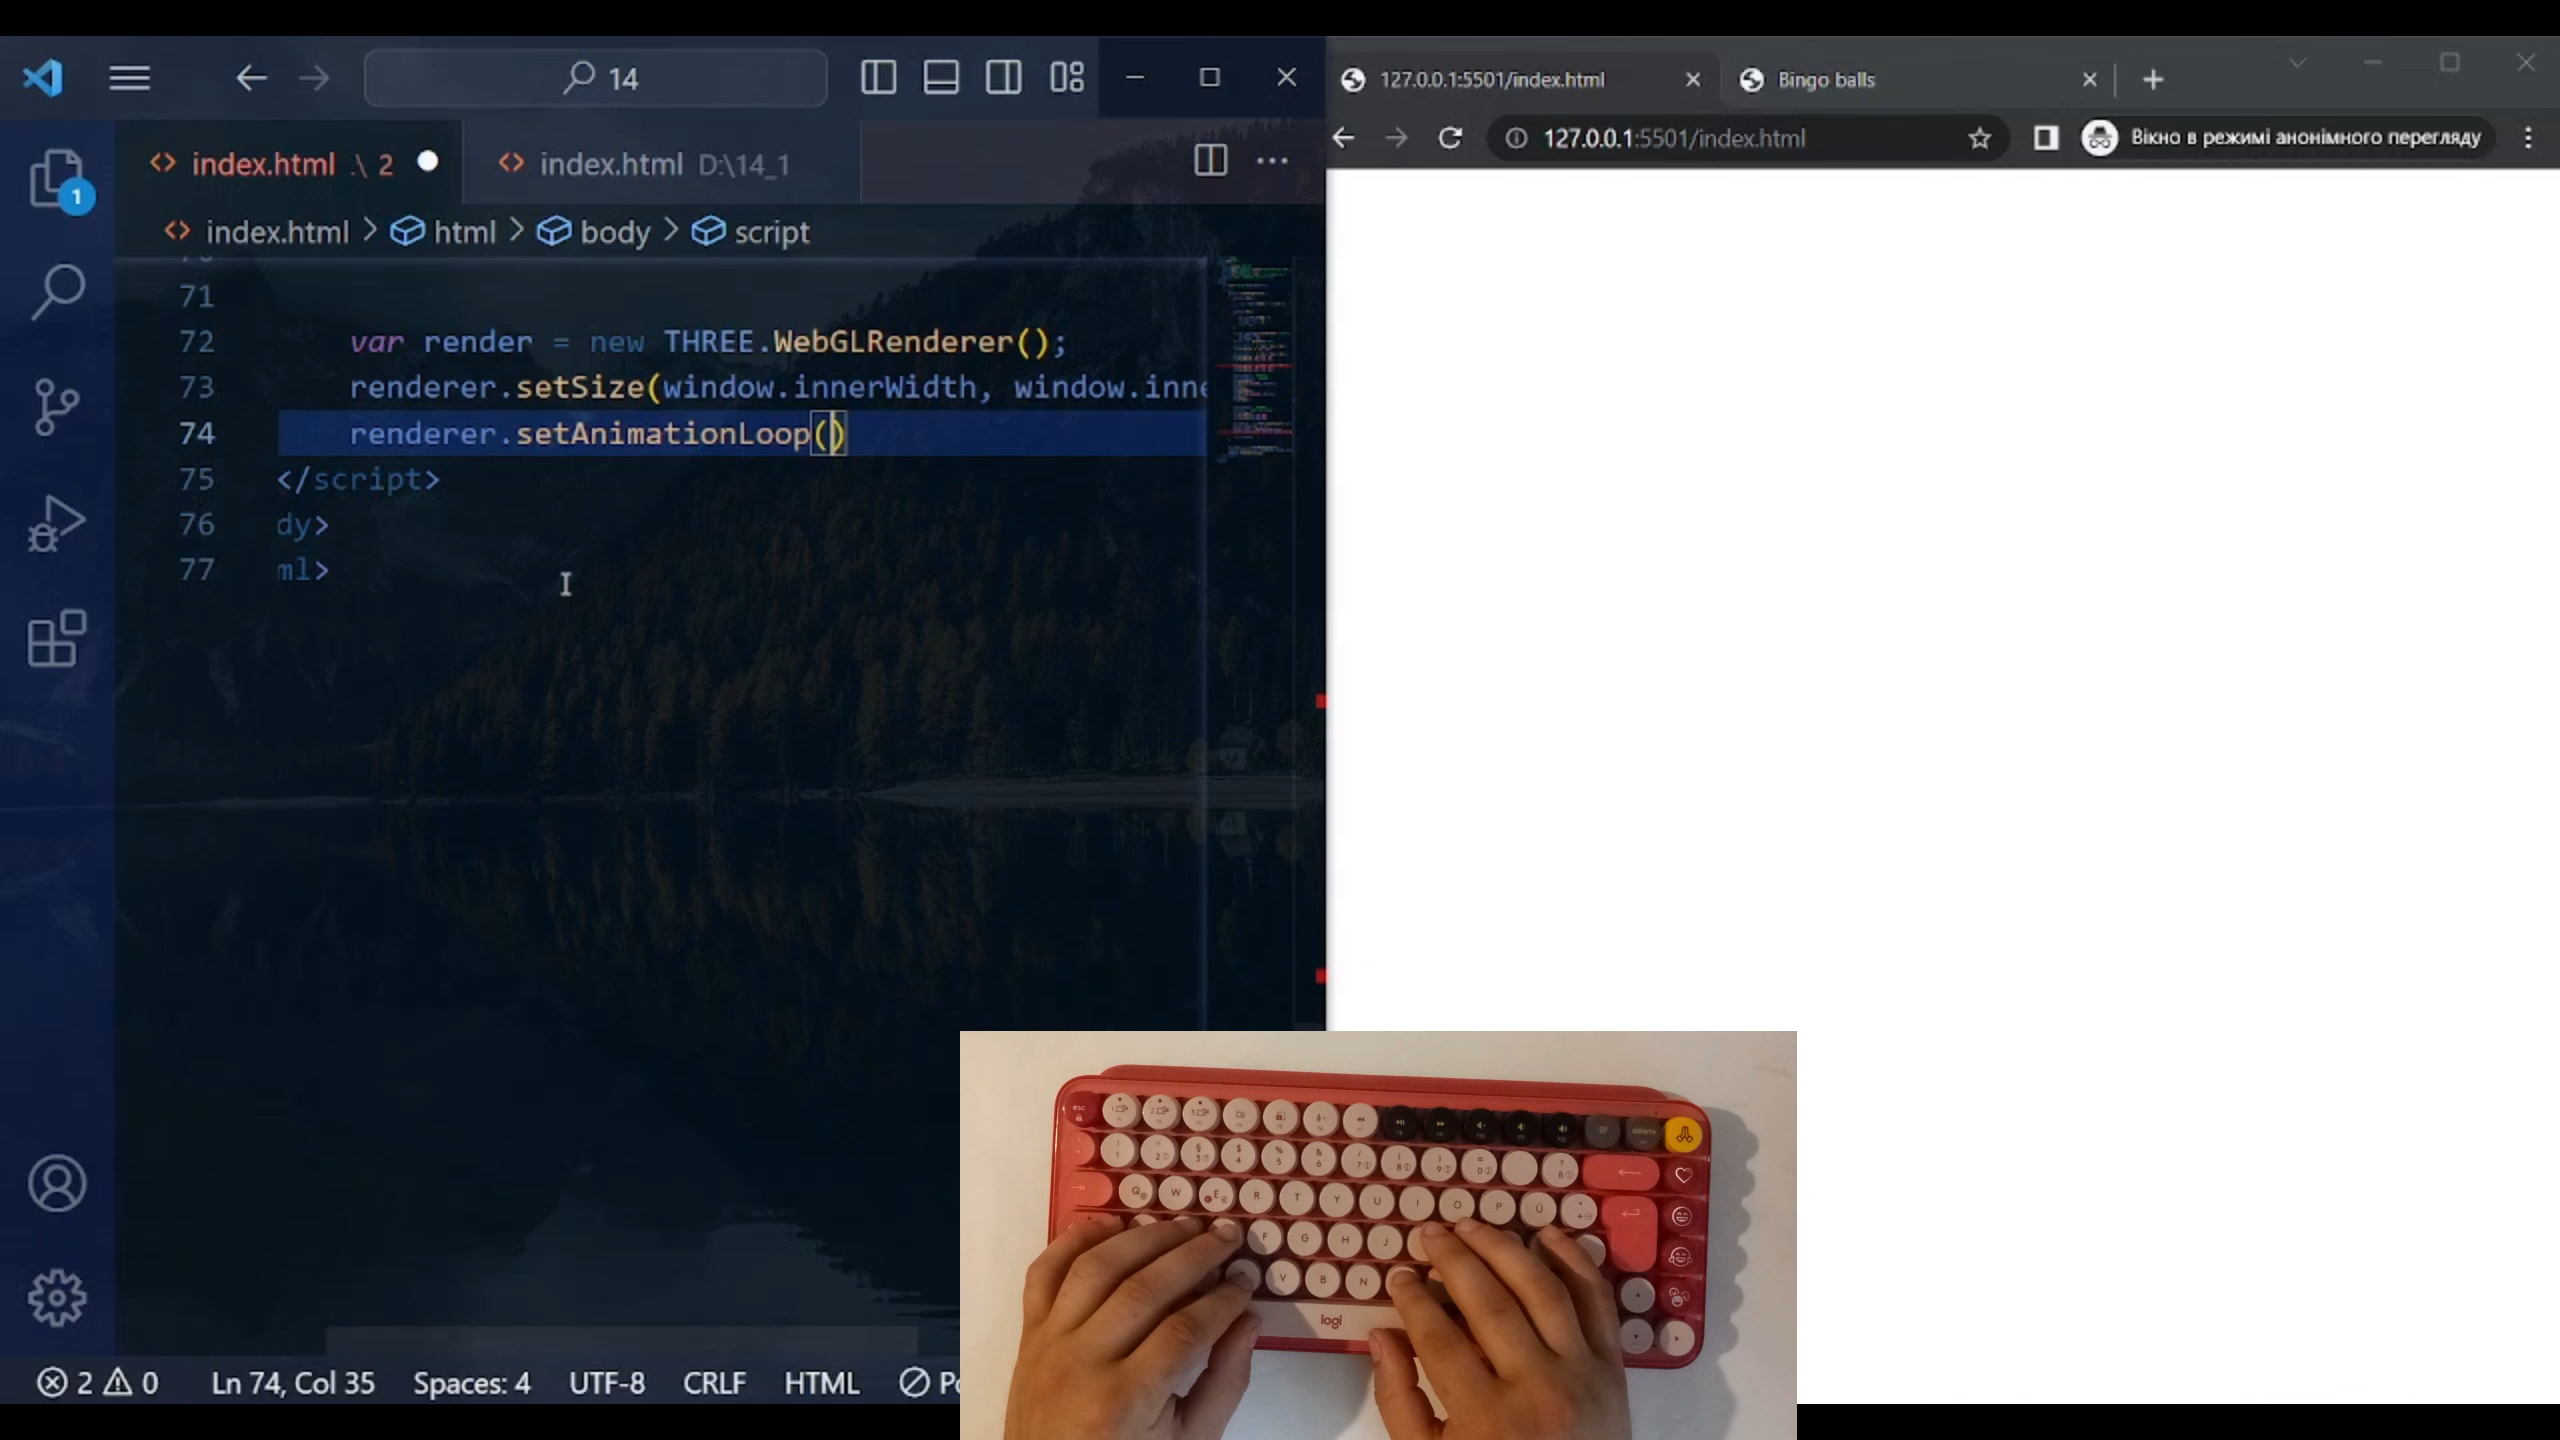 14
index.html .\ 2
index.html D:\14_1
index.html > html > body > script
71
72 var render = new THREE.WebGLRenderer();
73 renderer.setSize(window.innerWidth, window.inne
74 renderer.setAnimationLoop()
75 </script>
76 dy>
77 ml>
1
2 0 Ln 74, Col 35 Spaces: 4 UTF-8 CRLF HTML
127.0.0.1:5501/index.html
Bingo balls
127.0.0.1:5501/index.html
Вікно в режимі анонімного перегляду
esc
delete
Q W E R T Y U I O P Ü
F G H J
V B N
logi